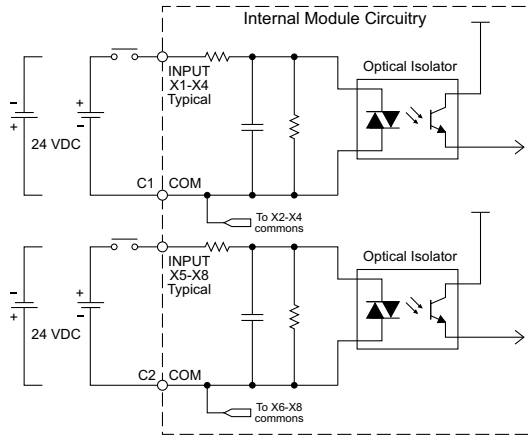 Internal Module Circuitry
INPUT
X1-X4
Typical
Optical Isolator
-
+
+
-
24 VDC
C1
COM
To X2-X4
commons
INPUT
X5-X8
Typical
Optical Isolator
-
+
+
-
24 VDC
C2
COM
To X6-X8
commons